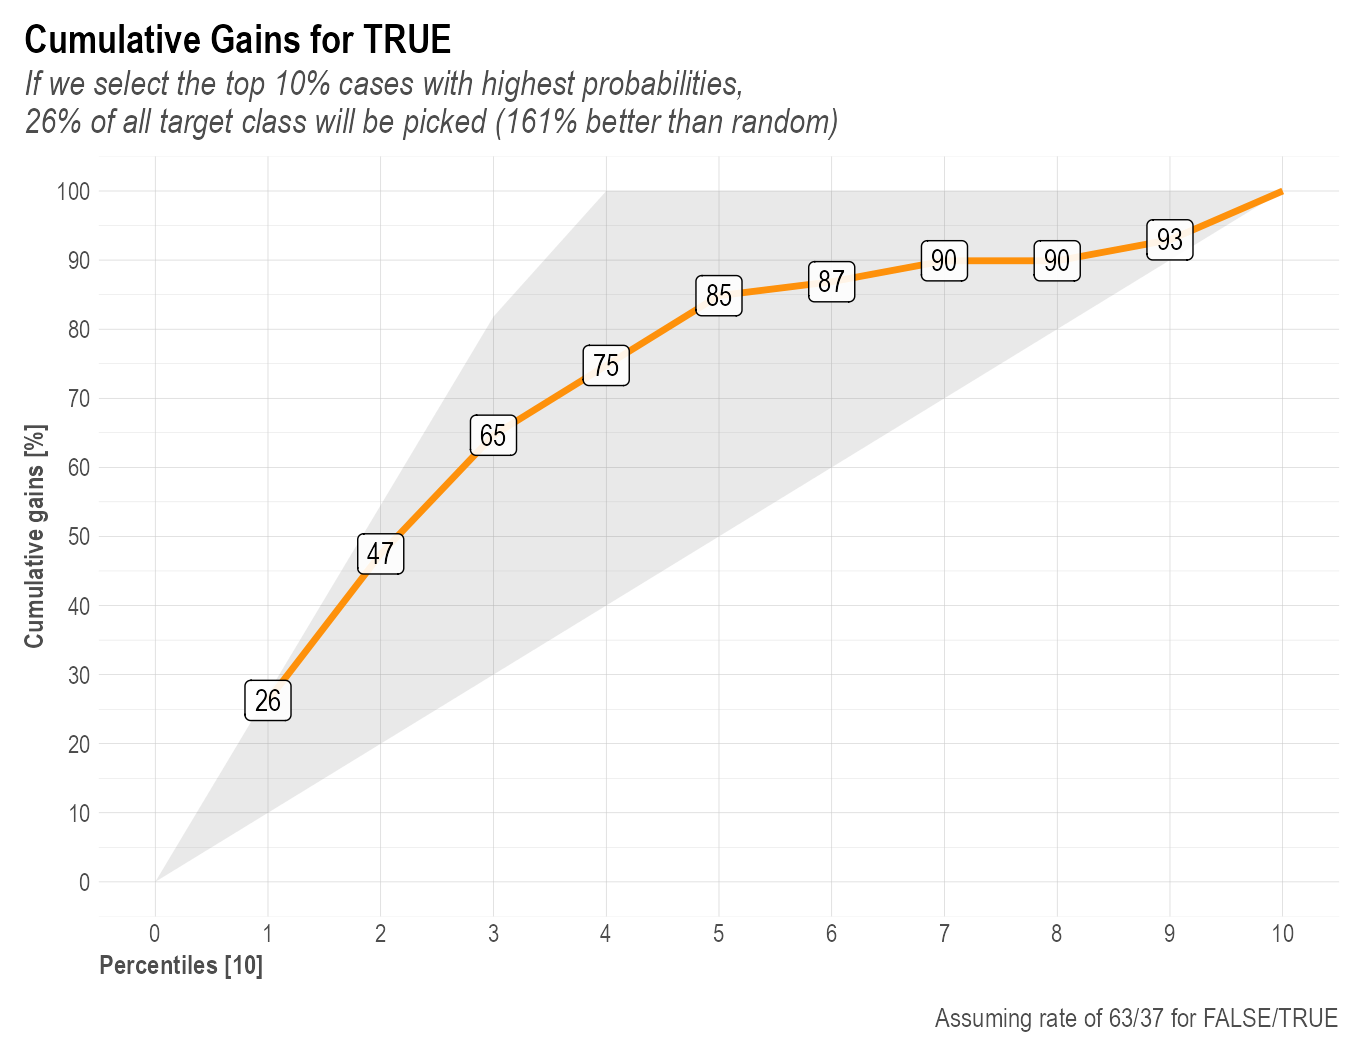 Cumulative Gains for TRUE
If we select the top 10% cases with highest probabilities,
26% of all target class will be picked (161% better than random)
Cumulative gains [%]
100
90
80
70
60
50
40
30
20
10
0
26
47
65
75
85
87
90
90
93
0 1 2 3 4 5 6 7 8 9 10
Percentiles [10]
Assuming rate of 63/37 for FALSE/TRUE